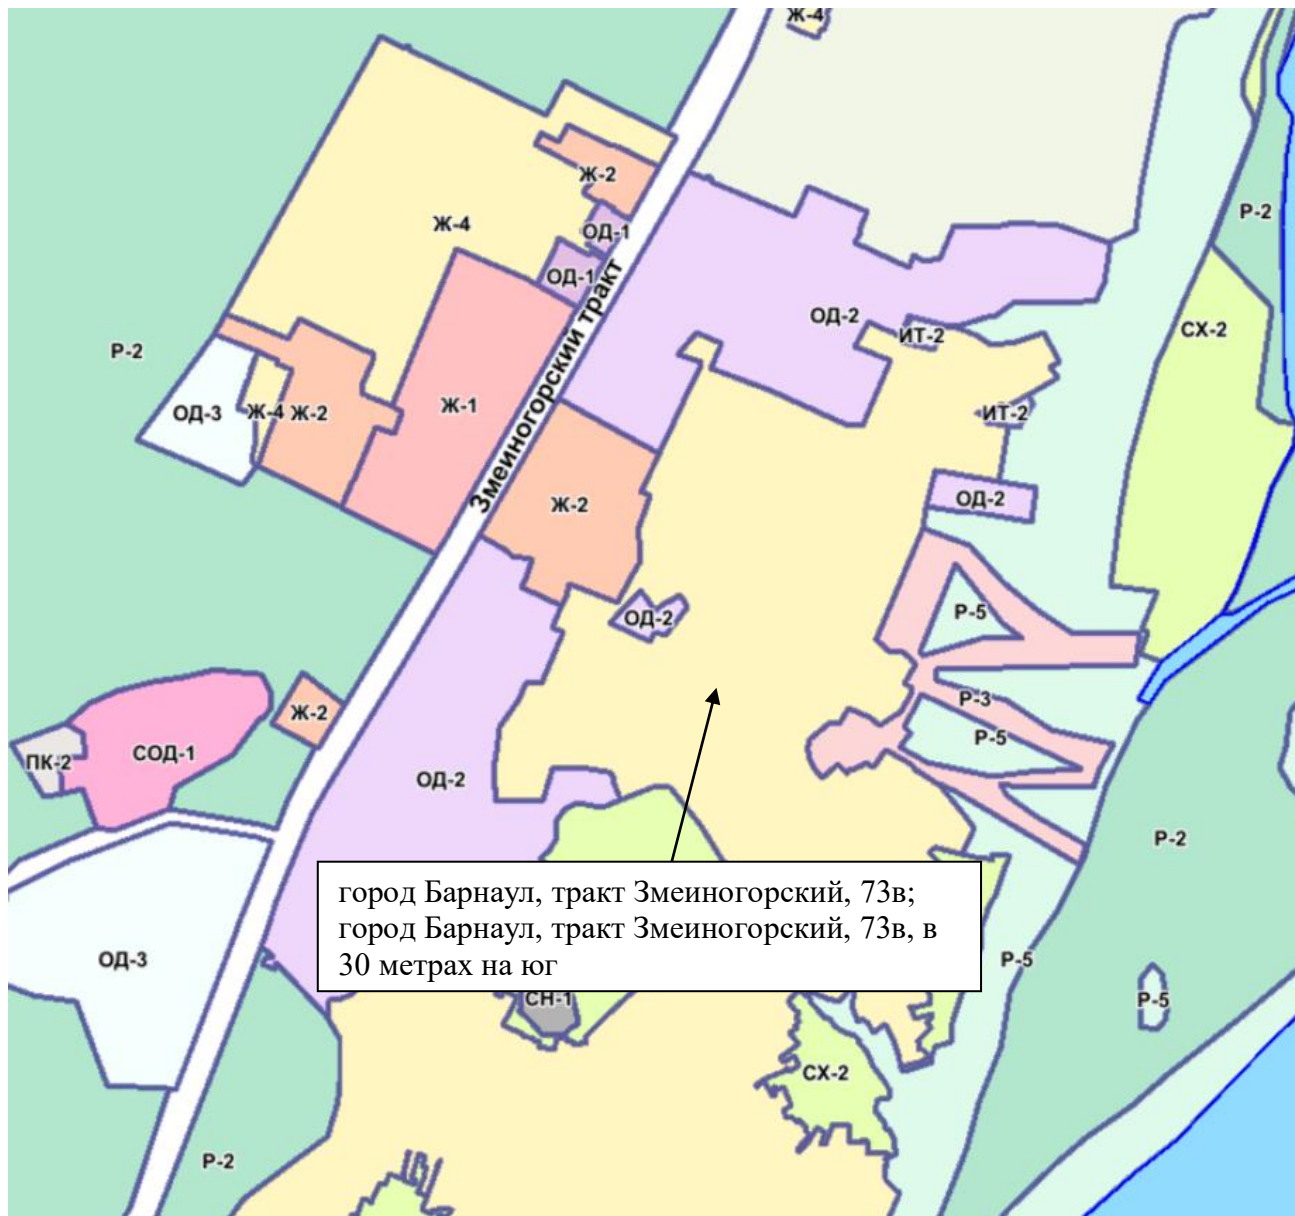 Ж-4
Ж-2
Р-2
Ж-4
ОД-1
ОД-1
Змеиногорский тракт
ОД-2
ИТ-2
СХ-2
Р-2
ОД-3
Ж-4
Ж-2
Ж-1
ИТ-2
Ж-2
ОД-2
ОД-2
Р-5
Р-3
Ж-2
Р-5
ПК-2
СОД-1
ОД-2
Р-2
город Барнаул, тракт Змеиногорский, 73в;
город Барнаул, тракт Змеиногорский, 73в, в
30 метрах на юг
ОД-3
Р-5
СН-1
Р-5
СХ-2
Р-2